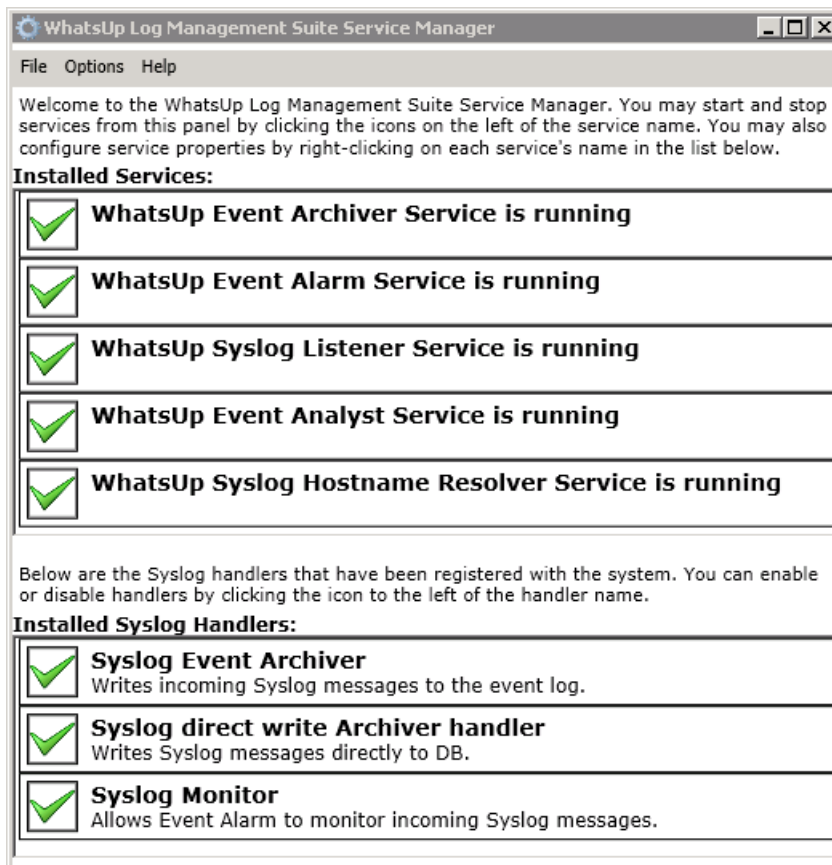 WhatsUp Log Management Suite Service Manager
File Options Help
Welcome to the WhatsUp Log Management Suite Service Manager. You may start and stop
services from this panel by clicking the icons on the left of the service name. You may also
configure service properties by right-clicking on each service's name in the list below.
Installed Services:
WhatsUp Event Archiver Service is running
WhatsUp Event Alarm Service is running
WhatsUp Syslog Listener Service is running
WhatsUp Event Analyst Service is running
WhatsUp Syslog Hostname Resolver Service is running
Below are the Syslog handlers that have been registered with the system. You can enable
or disable handlers by clicking the icon to the left of the handler name.
Installed Syslog Handlers:
Syslog Event Archiver
Writes incoming Syslog messages to the event log.
Syslog direct write Archiver handler
Writes Syslog messages directly to DB.
Syslog Monitor
Allows Event Alarm to monitor incoming Syslog messages.